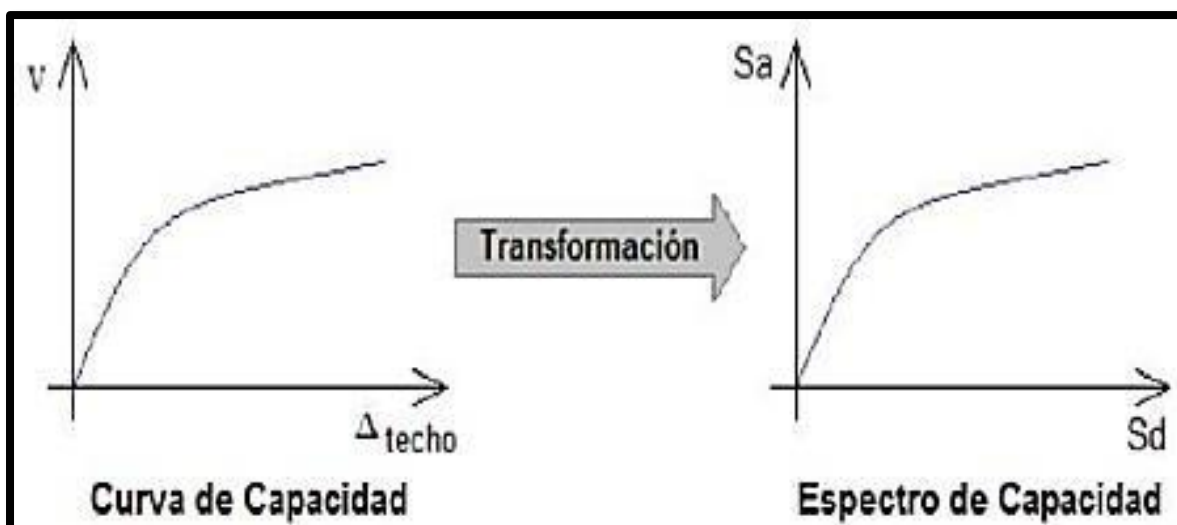 V
Δtecho
Curva de Capacidad
Transformación
Sa
Sd
Espectro de Capacidad